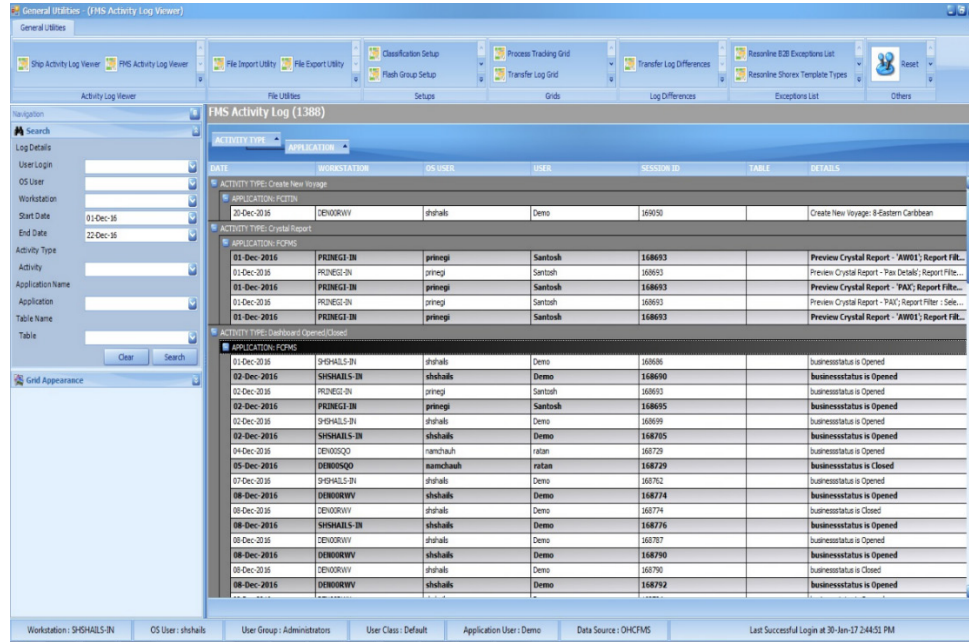 General Utilities - (FMS Activity Log Viewer)
General Utilities
Ship Activity Log Viewer FMS Activity Log Viewer
File Import Utility File Export Utility
Classification Setup
Flash Group Setup
Process Tracking Grid
Transfer Log Grid
Transfer Log Differences
Resonline B2B Exceptions List
Resonline Shorex Template Types
Reset
Activity Log Viewer File Utilities Setups Grids Log Differences Exceptions List Others
Navigation
Search
Log Details
User Login
OS User
Workstation
Start Date 01-Dec-16
End Date 22-Dec-16
Activity Type
Activity
Application Name
Application
Table Name
Table
Clear Search
Grid Appearance
FMS Activity Log (1388)
ACTIVITY TYPE
APPLICATION
DATE WORKSTATION OS USER USER SESSION ID TABLE DETAILS
ACTIVITY TYPE: Create New Voyage
APPLICATION: FCITIN
20-Dec-2016 DEN00RWV shshails Demo 169050 Create New Voyage: 8-Eastern Caribbean
ACTIVITY TYPE: Crystal Report
APPLICATION: FCFMS
01-Dec-2016 PRINEGI-IN prinegi Santosh 168693 Preview Crystal Report - 'AW01'; Report Filt...
01-Dec-2016 PRINEGI-IN prinegi Santosh 168693 Preview Crystal Report - 'Pax Details'; Report Filte...
01-Dec-2016 PRINEGI-IN prinegi Santosh 168693 Preview Crystal Report - 'PAX'; Report Filte...
01-Dec-2016 PRINEGI-IN prinegi Santosh 168693 Preview Crystal Report - 'PAX'; Report Filter : Sele...
01-Dec-2016 PRINEGI-IN prinegi Santosh 168693 Preview Crystal Report - 'AW01'; Report Filt...
ACTIVITY TYPE: Dashboard Opened/Closed
APPLICATION: FCFMS
01-Dec-2016 SHSHAILS-IN shshails Demo 168686 businessstatus is Opened
02-Dec-2016 SHSHAILS-IN shshails Demo 168690 businessstatus is Opened
02-Dec-2016 PRINEGI-IN prinegi Santosh 168693 businessstatus is Opened
02-Dec-2016 PRINEGI-IN prinegi Santosh 168695 businessstatus is Opened
02-Dec-2016 SHSHAILS-IN shshails Demo 168699 businessstatus is Opened
02-Dec-2016 SHSHAILS-IN shshails Demo 168705 businessstatus is Opened
04-Dec-2016 DEN00SQO namchauh ratan 168729 businessstatus is Opened
05-Dec-2016 DEN00SQO namchauh ratan 168729 businessstatus is Closed
07-Dec-2016 SHSHAILS-IN shshails Demo 168762 businessstatus is Opened
08-Dec-2016 DEN00RWV shshails Demo 168774 businessstatus is Opened
08-Dec-2016 DEN00RWV shshails Demo 168774 businessstatus is Closed
08-Dec-2016 SHSHAILS-IN shshails Demo 168776 businessstatus is Opened
08-Dec-2016 DEN00RWV shshails Demo 168787 businessstatus is Opened
08-Dec-2016 DEN00RWV shshails Demo 168790 businessstatus is Opened
08-Dec-2016 DEN00RWV shshails Demo 168790 businessstatus is Closed
08-Dec-2016 DEN00RWV shshails Demo 168792 businessstatus is Opened
Workstation : SHSHAILS-IN OS User : shshails User Group : Administrators User Class : Default Application User : Demo Data Source : OHCFMS Last Successful Login at 30-Jan-17 2:44:51 PM